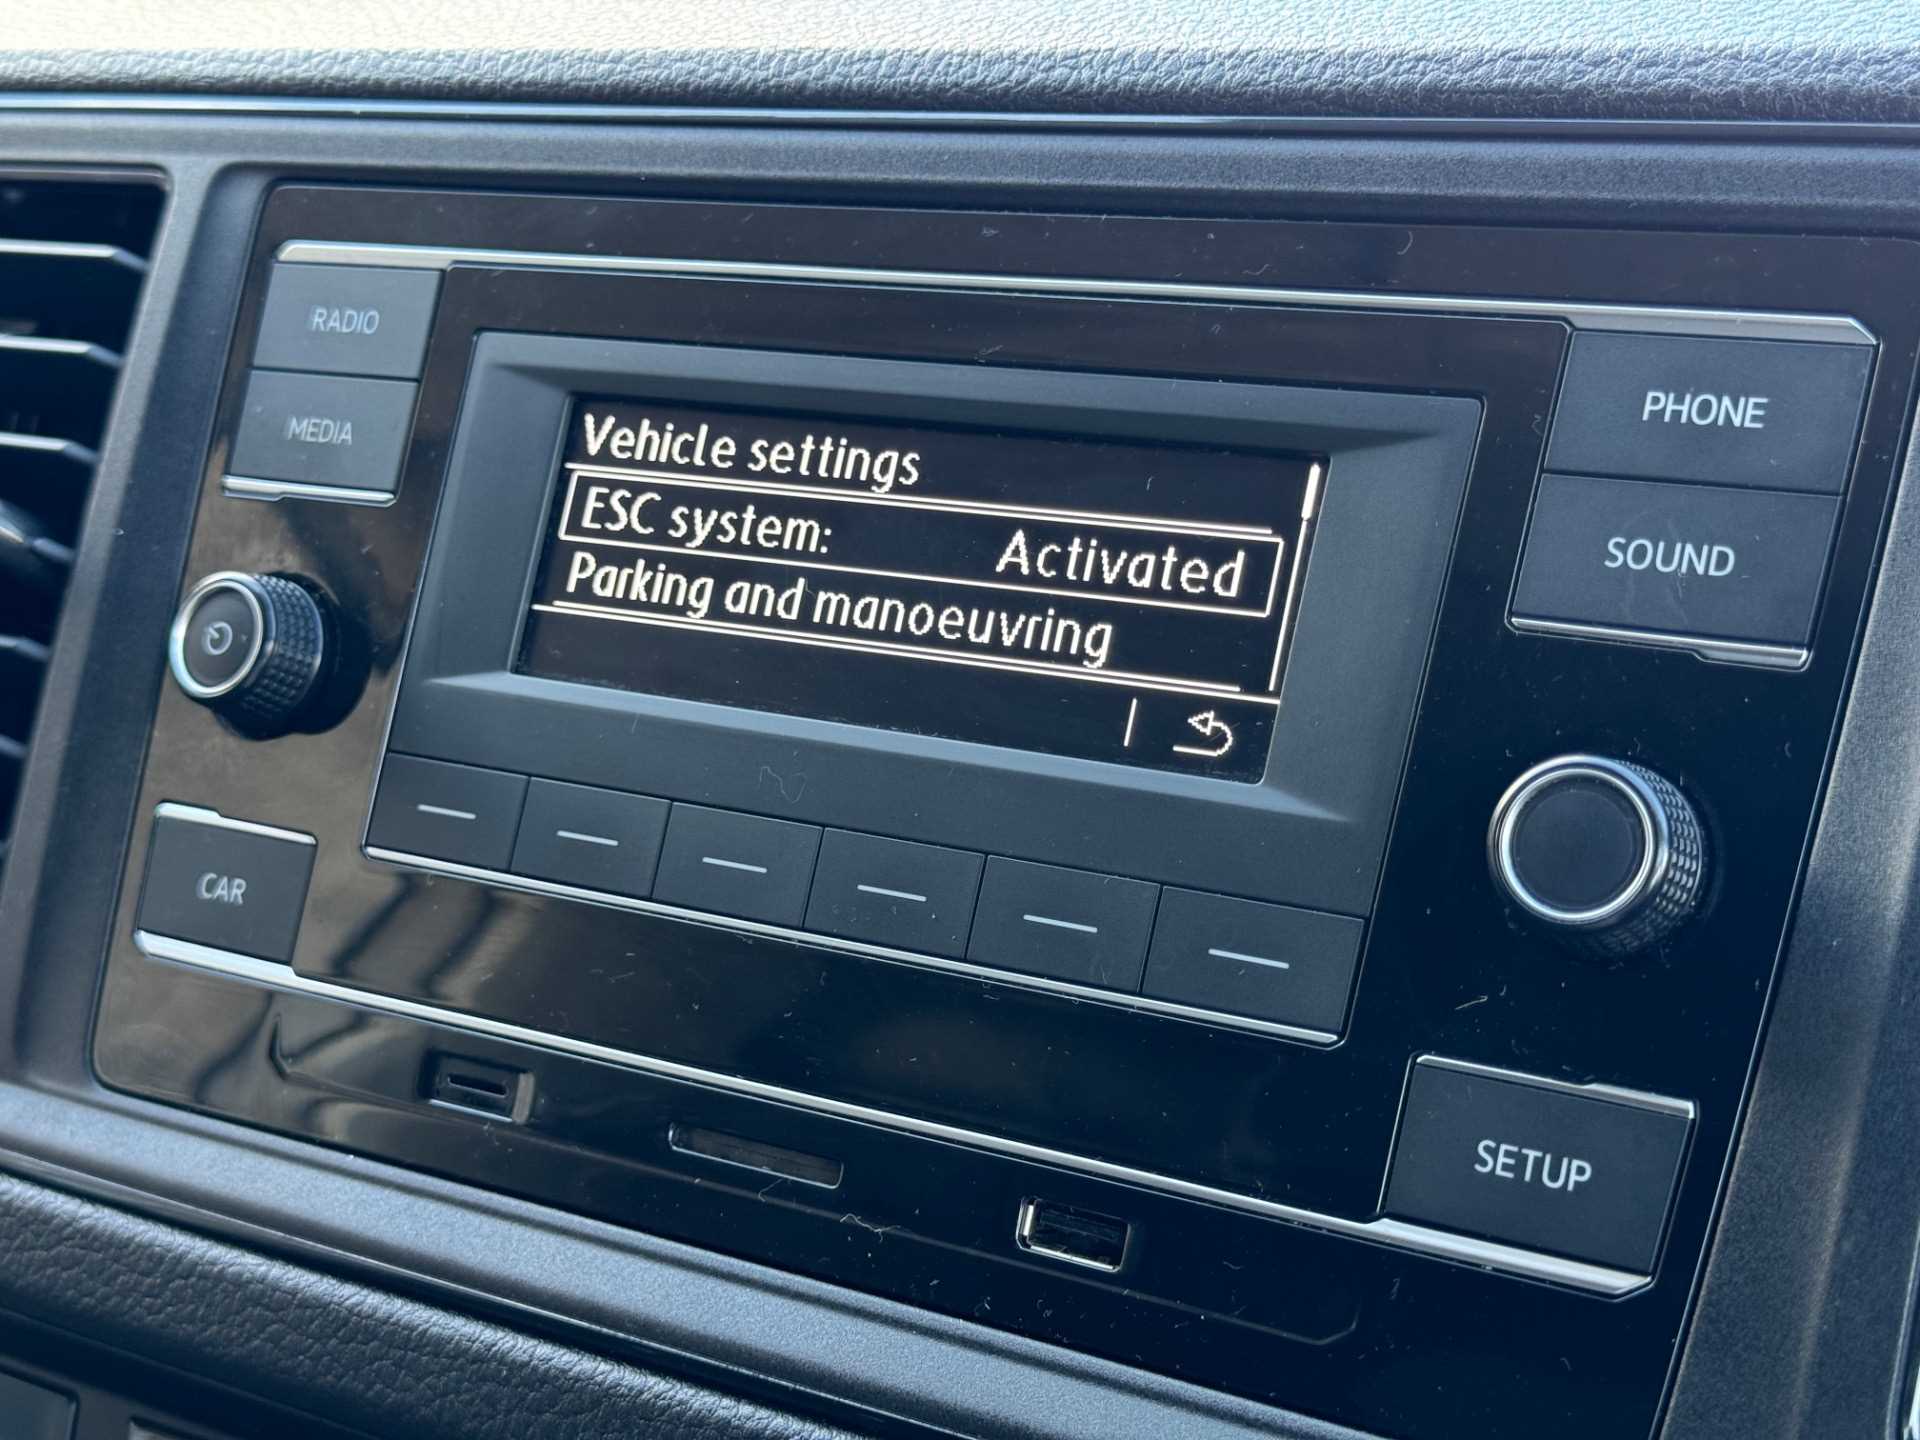 RADIO
MEDIA
Vehicle settings
ESC system: Activated
Parking and manoeuvring
PHONE
SOUND
CAR
SETUP